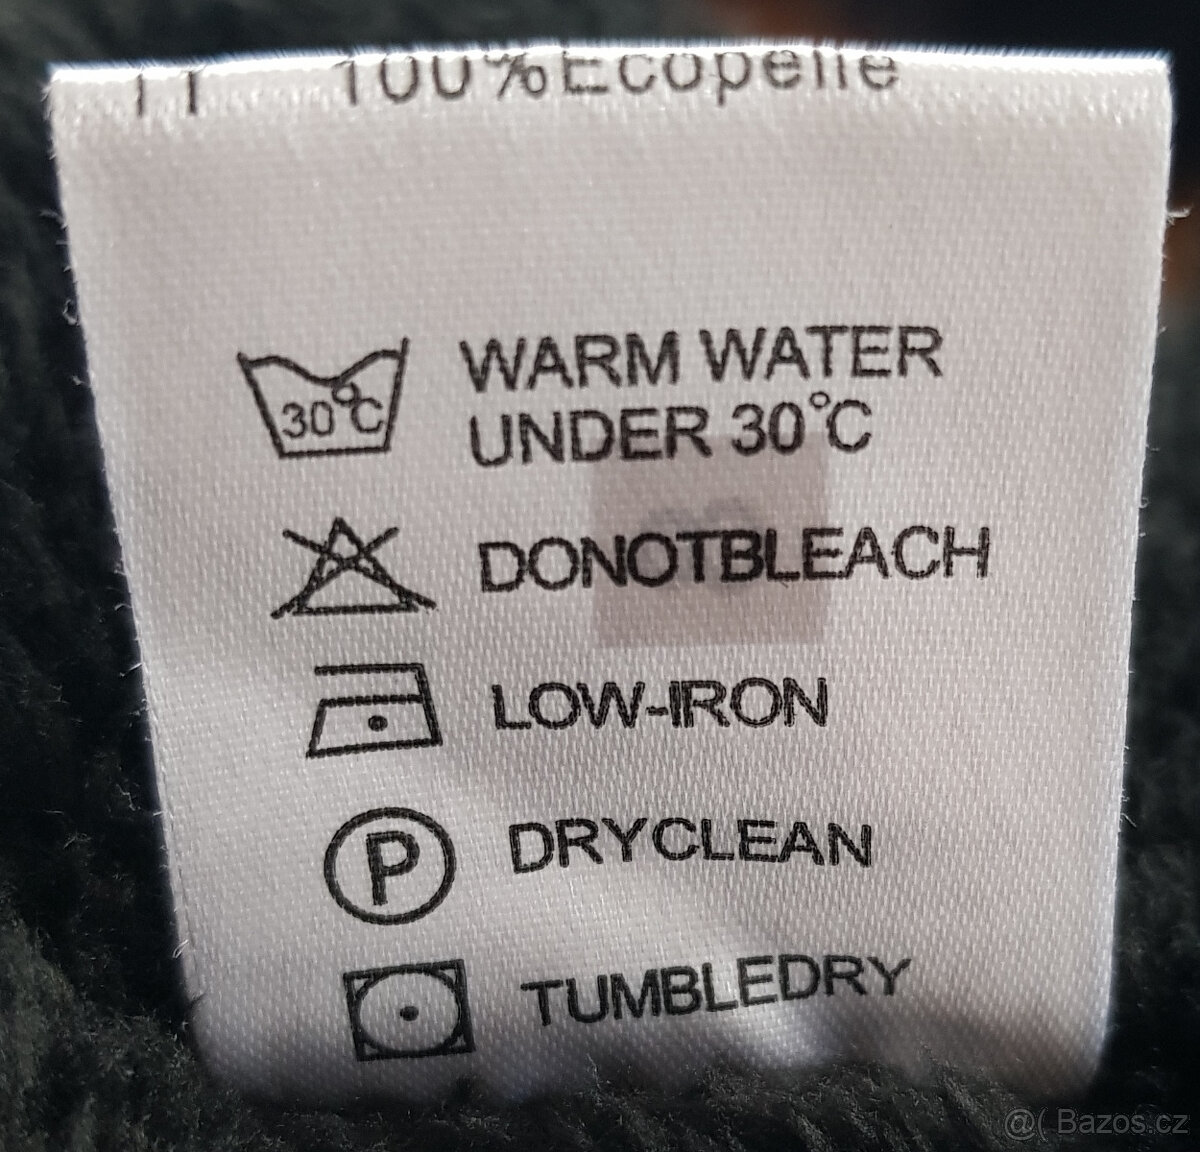 IT 100%Ecopelle
30°C WARM WATER
UNDER 30°C
DONOTBLEACH
LOW-IRON
P DRYCLEAN
TUMBLEDRY
@( Bazos.cz